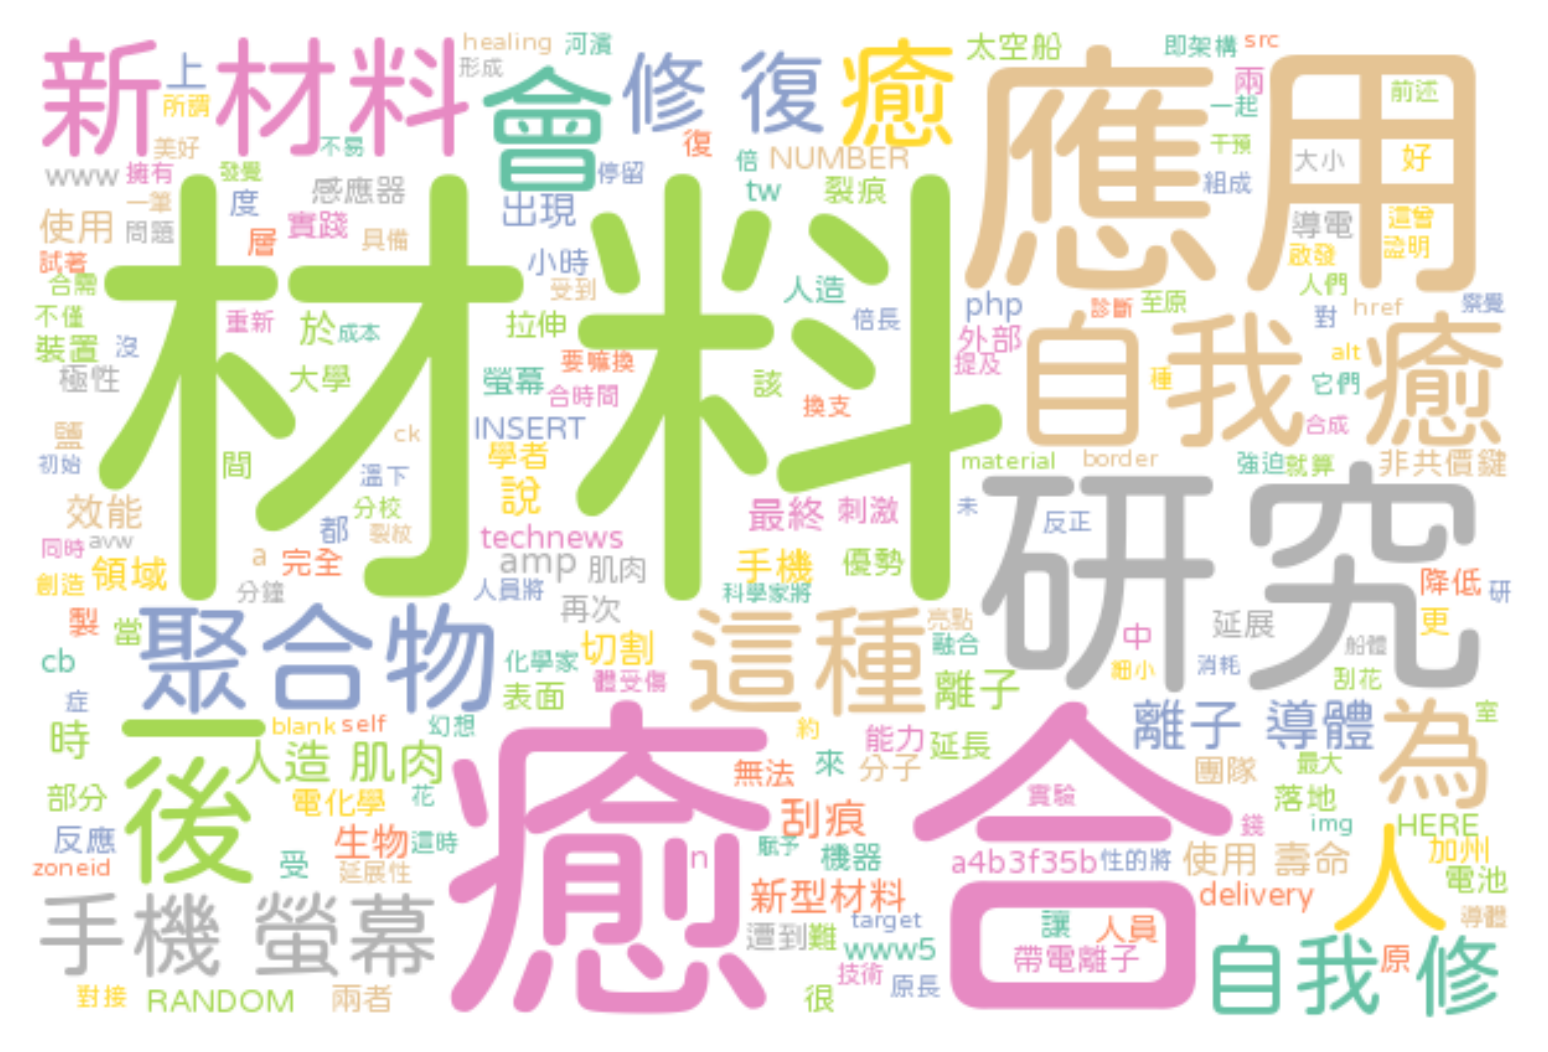 新材料 上 所謂 healing 形成 河濱 會 修 復 癒 太空船 即架構 src
應用 兩 一起 干預 組成 前述 大小 好 導電 這曾 啟發 證明
美好 不易 復 倍 NUMBER
www 擁有 發覺 感應器 停留 tw 裂痕
一筆 度 出現
使用 問題 層 實踐 具備
試著 小時 人造 人們
合需 受到 php 診斷 至原 對 href 察覺
不僅 重新 於 成本 拉伸 倍長 外部
裝置 沒 材料 要嘛換 提及 自我 癒 alt
極性 大學 螢幕 合時間 該 換支 種 它們
鹽 ck INSERT 合成
初始 間 溫下 學者 material border 強迫 就算 非共價鍵
效能 分校 說 最終 刺激 未 反正 研究
同時 avw 都 裂紋 technews
創造 領域 a 完全 amp 肌肉 手機 優勢 降低 研
分鐘 人員將 科學家將
製 當 聚合物 再次 這種 亮點 中 延展 更
cb 化學家 切割 融合 細小 消耗 船體
症 表面 體受傷 離子 刮花
時 後 blank self 幻想 癒 約 離子 導體 為 室
人造 肌肉 無法 來 能力 延長 合 團隊 最大
部分 電化學 花 分子 實驗 落地
反應 生物 這時 刮痕 錢 img HERE
zoneid 受 延展性 n 賦予 機器 a4b3f35b 性的將 使用 壽命 人 加州
手機 螢幕 新型材料 delivery 電池
遭到 難 target 讓 人員 導體
www5 帶電離子 自我 修 原
對接 RANDOM 兩者 很 技術 原長